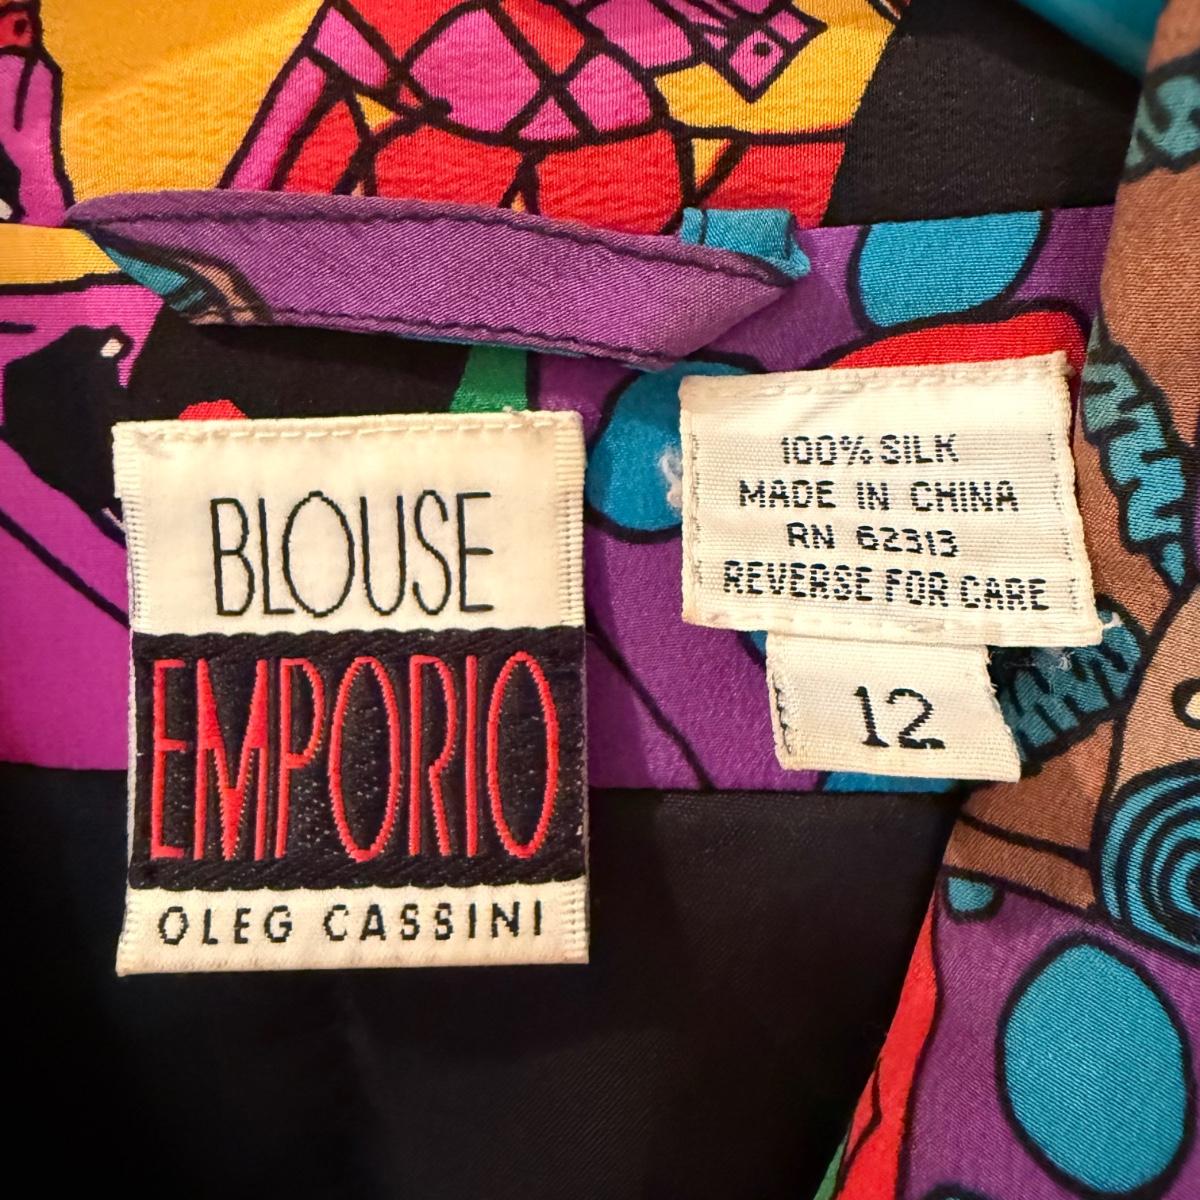 BLOUSE
EMPORIO
OLEG CASSINI
100% SILK
MADE IN CHINA
RN 62313
REVERSE FOR CARE
12